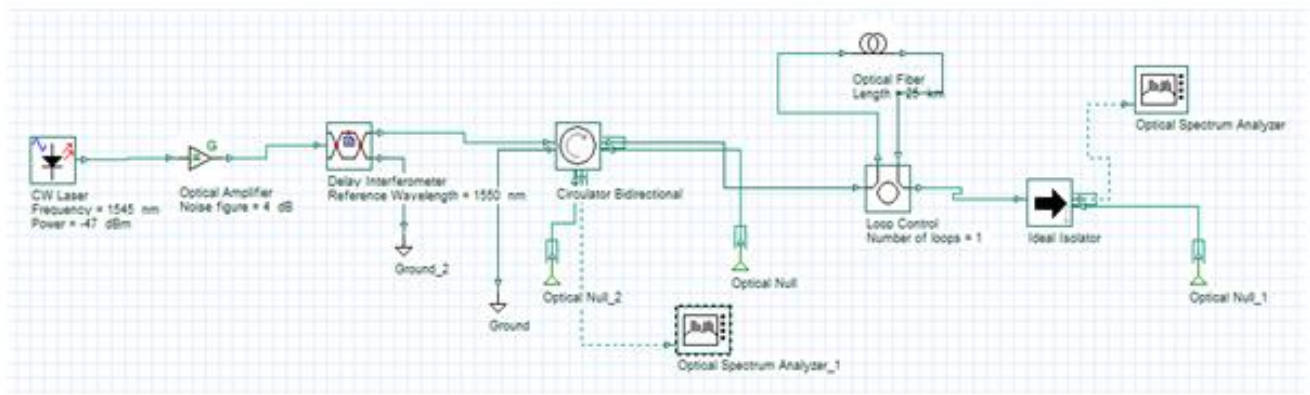 CW Laser
Frequency = 1545 nm
Power = -47 dBm
G
Optical Amplifier
Noise figure = 4 dB
Delay Interferometer
Reference Wavelength = 1550 nm
Ground_2
Circulator Bidirectional
Optical Null_2
Ground
Optical Null
Optical Spectrum Analyzer_1
Optical Fiber
Length = 25 km
Loop Control
Number of loops = 1
Ideal Isolator
Optical Spectrum Analyzer
Optical Null_1